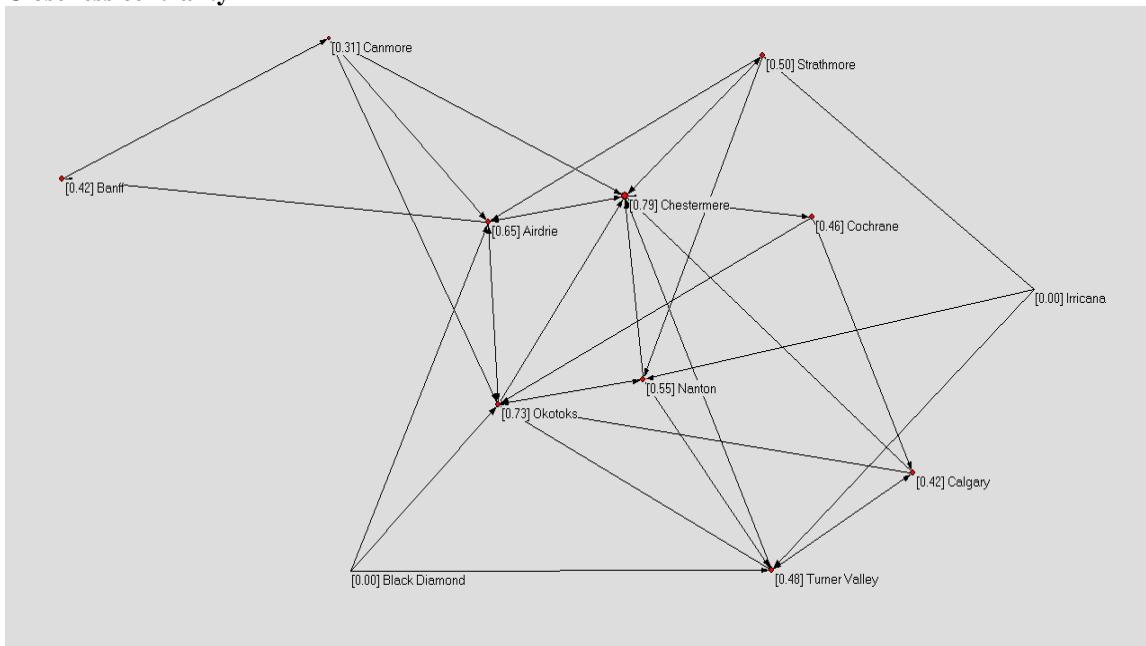 [0.31] Canmore
[0.50] Strathmore
[0.42] Banff
[0.79] Chestermere
[0.46] Cochrane
[0.65] Airdrie
[0.00] Irricana
[0.55] Nanton
[0.73] Okotoks
[0.42] Calgary
[0.00] Black Diamond
[0.48] Turner Valley